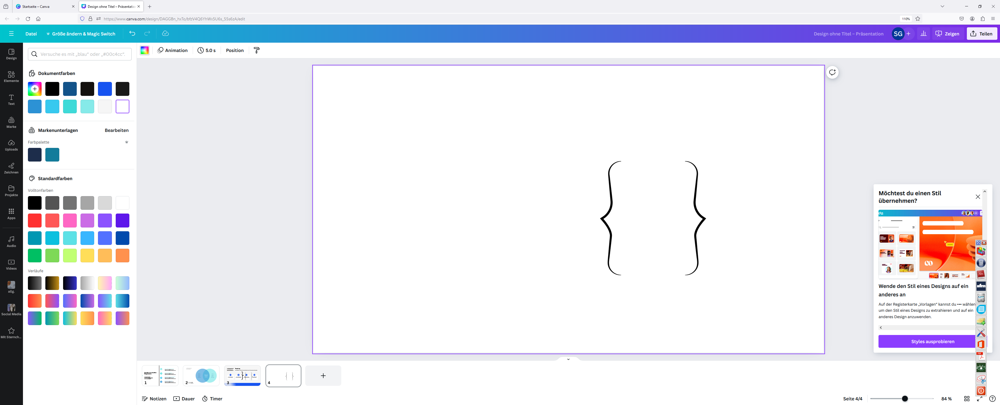 Startseite – Canva
Design ohne Titel – Präsentatio
https://www.canva.com/design/DAGGBn_hxTo/bfzV4Q6YhWx5U6s_55s6zA/edit
110%
Datei
Größe ändern & Magic Switch
Design ohne Titel – Präsentation
SG
Zeigen
Teilen
Design
Elemente
Text
Marke
Uploads
Zeichnen
Projekte
Apps
Audio
Videos
allg.
Social Media
Mit Sternch...
Versuche es mit „blau“ oder „#00c4cc“.
Dokumentfarben
Markenunterlagen
Bearbeiten
Farbpalette
Standardfarben
Volltonfarben
Verläufe
Animation
5.0 s
Position
{ }
Möchtest du einen Stil
übernehmen?
Wende den Stil eines Designs auf ein
anderes an
Auf der Registerkarte „Vorlagen“ kannst du ••• wählen
um den Stil eines Designs zu extrahieren und auf ein
anderes Design anzuwenden.
Styles ausprobieren
1
2
3
4
Notizen
Dauer
Timer
Seite 4/4
84 %